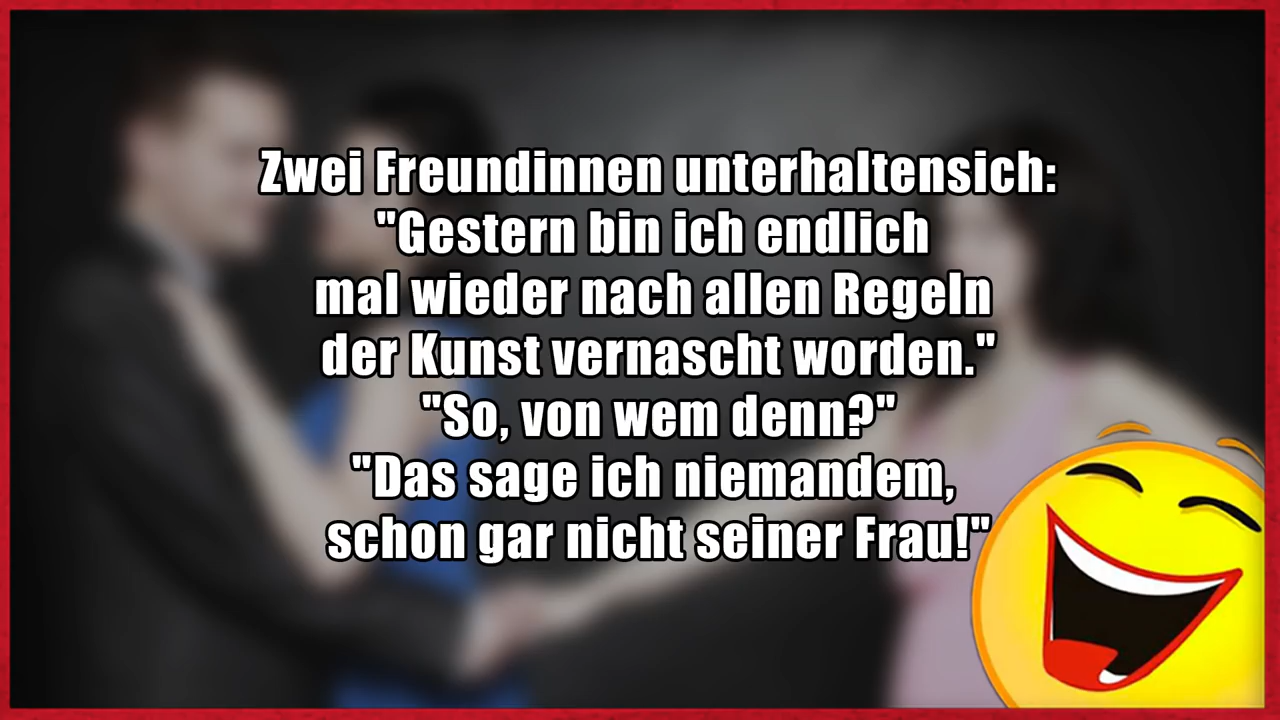 Zwei Freundinnen unterhaltensich:
"Gestern bin ich endlich
mal wieder nach allen Regeln
der Kunst vernascht worden."
"So, von wem denn?"
"Das sage ich niemandem,
schon gar nicht seiner Frau!"